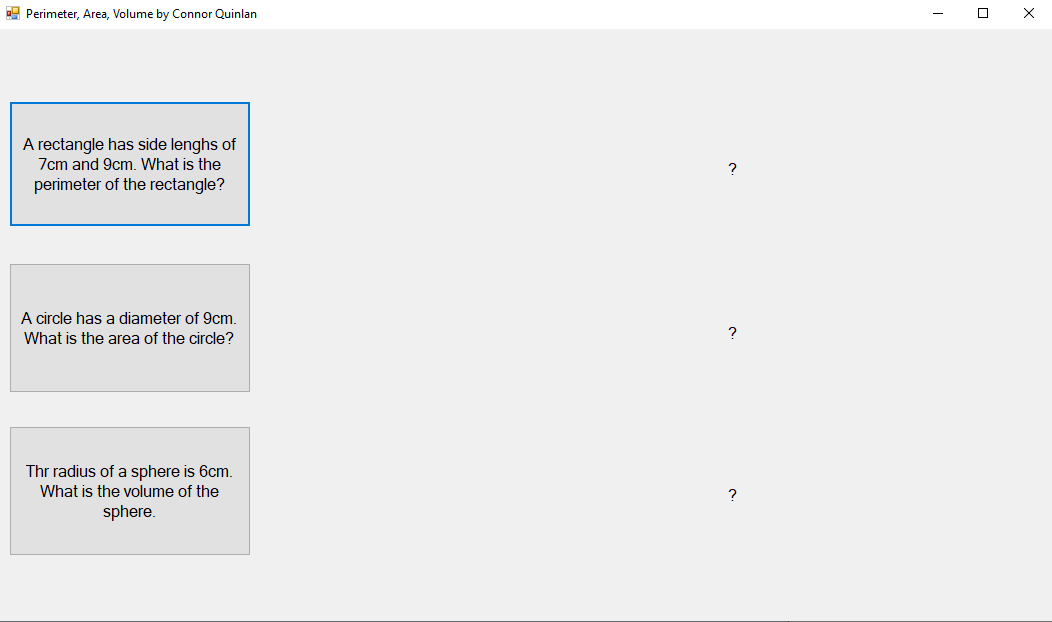 Perimeter, Area, Volume by Connor Quinlan
A rectangle has side lenghs of
7cm and 9cm. What is the
perimeter of the rectangle?
?
A circle has a diameter of 9cm.
What is the area of the circle?
?
Thr radius of a sphere is 6cm.
What is the volume of the
sphere.
?